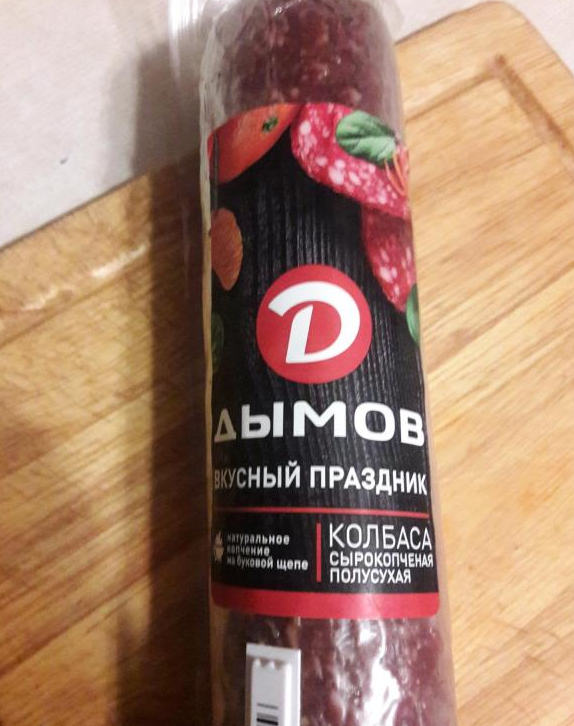 Д
ДЫМОВ
ВКУСНЫЙ ПРАЗДНИК
натуральное
копчение
на буковой щепе
КОЛБАСА
СЫРОКОПЧЕНАЯ
ПОЛУСУХАЯ